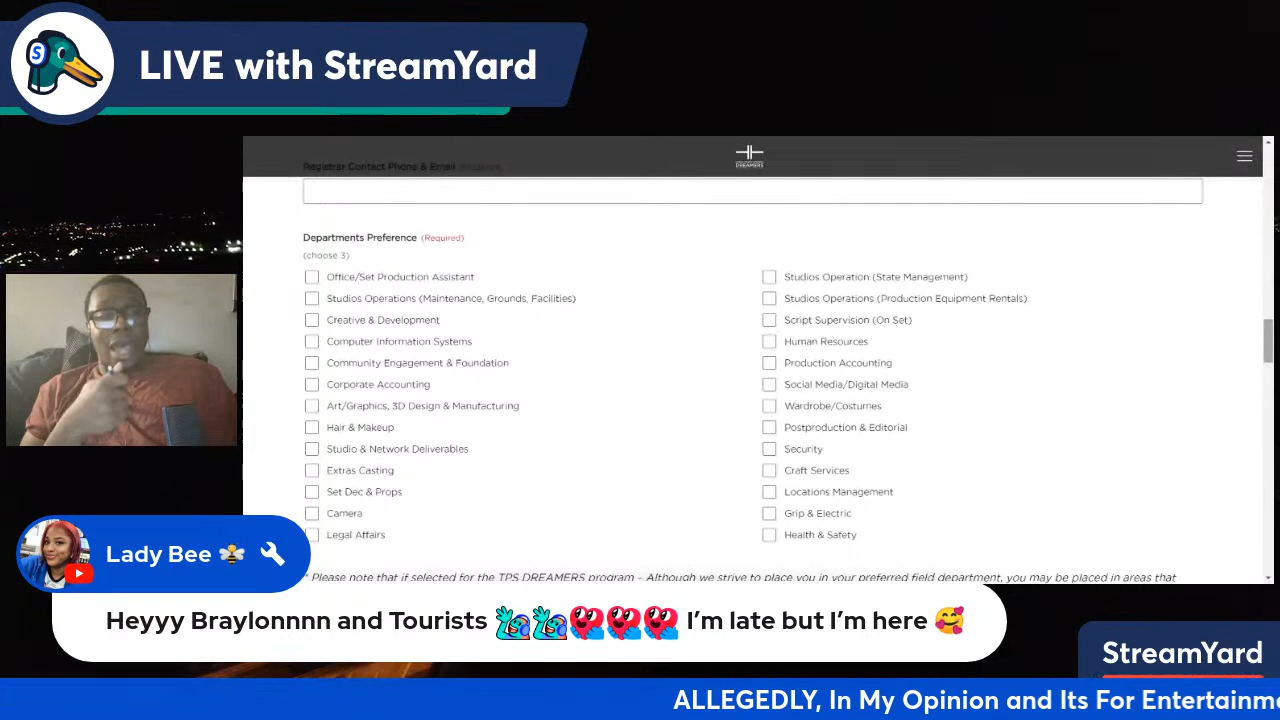 S
LIVE with StreamYard
DREAMERS
Registrar Contact Phone & Email
Departments Preference (Required)
(choose 3)
Office/Set Production Assistant
Studios Operations (Maintenance, Grounds, Facilities)
Creative & Development
Computer Information Systems
Community Engagement & Foundation
Corporate Accounting
Art/Graphics, 3D Design & Manufacturing
Hair & Makeup
Studio & Network Deliverables
Extras Casting
Set Dec & Props
Camera
Legal Affairs
Studios Operation (State Management)
Studios Operations (Production Equipment Rentals)
Script Supervision (On Set)
Human Resources
Production Accounting
Social Media/Digital Media
Wardrobe/Costumes
Postproduction & Editorial
Security
Craft Services
Locations Management
Grip & Electric
Health & Safety
* Please note that if selected for the TPS DREAMERS program – Although we strive to place you in your preferred field department, you may be placed in areas that
Lady Bee 🐝
Heyyy Braylonnnn and Tourists I'm late but I'm here 🥰
StreamYard
ALLEGEDLY, In My Opinion and Its For Entertainm